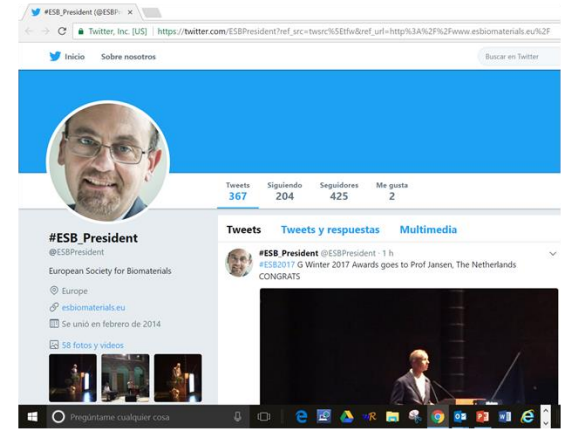 #ESB_President (@ESBPr
Twitter, Inc. [US] | https://twitter.com/ESBPresident?ref_src=twsrc%5Etfw&ref_url=http%3A%2F%2Fwww.esbiomaterials.eu%2F
Inicio Sobre nosotros Buscar en Twitter
Tweets Siguiendo Seguidores Me gusta
367 204 425 2
#ESB_President
@ESBPresident
European Society for Biomaterials
Europe
esbiomaterials.eu
Se unió en febrero de 2014
58 fotos y videos
Tweets Tweets y respuestas Multimedia
#ESB_President @ESBPresident · 1 h
#ESB2017 G Winter 2017 Awards goes to Prof Jansen, The Netherlands
CONGRATS
Pregúntame cualquier cosa